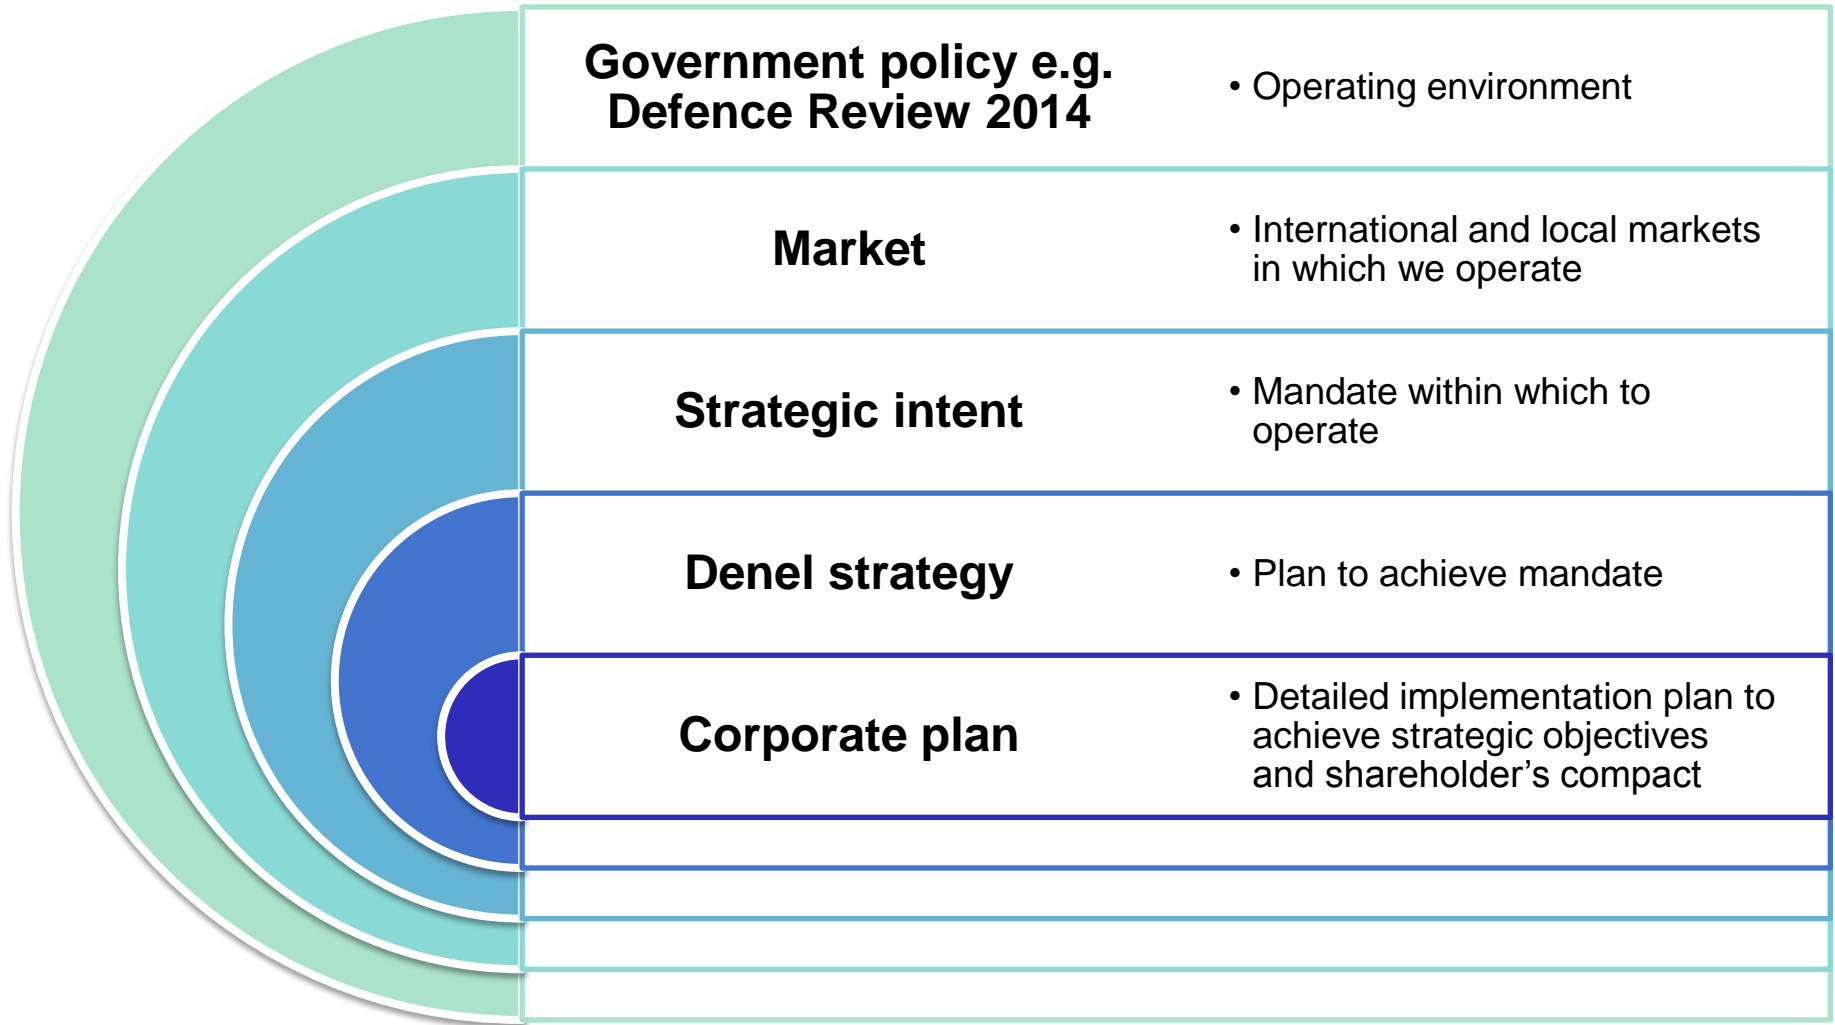 Government policy e.g.
Defence Review 2014
• Operating environment
Market
• International and local markets
in which we operate
Strategic intent
• Mandate within which to
operate
Denel strategy
• Plan to achieve mandate
Corporate plan
• Detailed implementation plan to
achieve strategic objectives
and shareholder’s compact